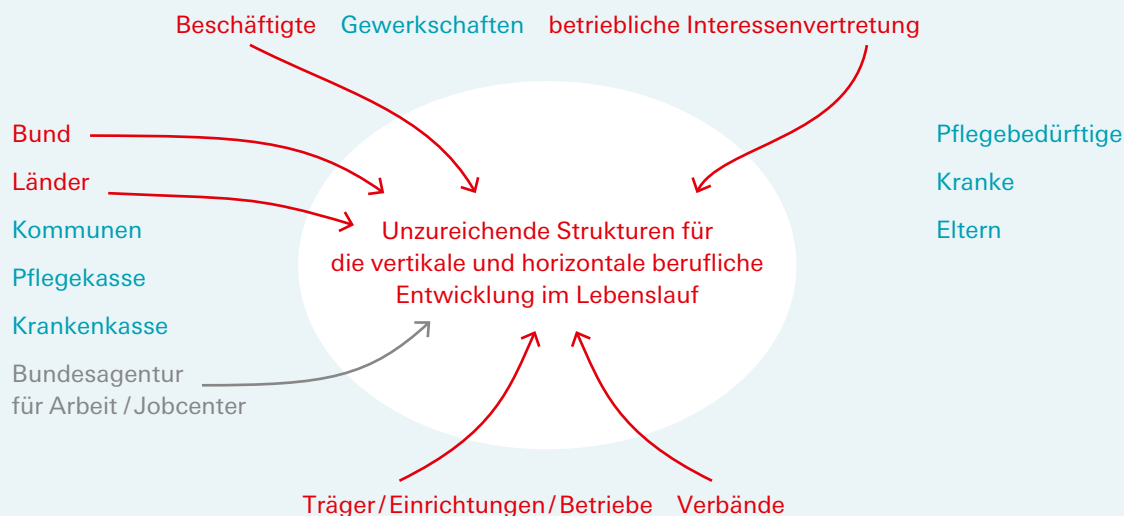 Beschäftigte Gewerkschaften betriebliche Interessenvertretung
Bund
Länder
Kommunen
Pflegekasse
Krankenkasse
Bundesagentur
für Arbeit / Jobcenter
Unzureichende Strukturen für
die vertikale und horizontale berufliche
Entwicklung im Lebenslauf
Pflegebedürftige
Kranke
Eltern
Träger / Einrichtungen / Betriebe Verbände